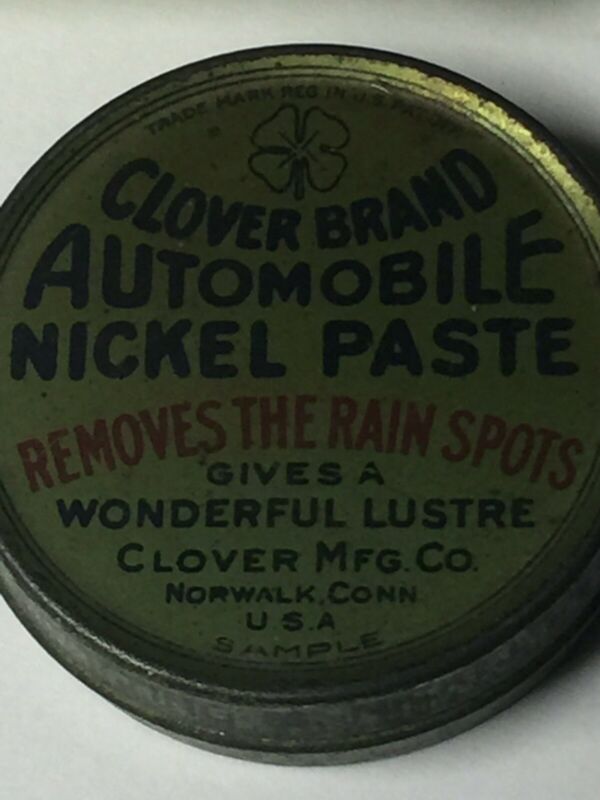 TRADE MARK REG IN U.S. PAT. OFF
CLOVER BRAND
AUTOMOBILE
NICKEL PASTE
REMOVES THE RAIN SPOTS
GIVES A
WONDERFUL LUSTRE
CLOVER MFG. CO.
NORWALK, CONN
U S.A
SAMPLE